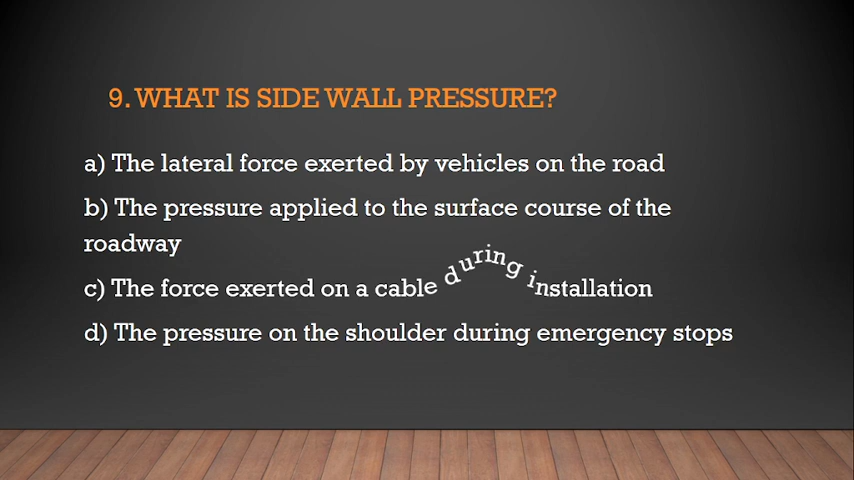 9. WHAT IS SIDE WALL PRESSURE?
a) The lateral force exerted by vehicles on the road
b) The pressure applied to the surface course of the
roadway
c) The force exerted on a cable during installation
d) The pressure on the shoulder during emergency stops